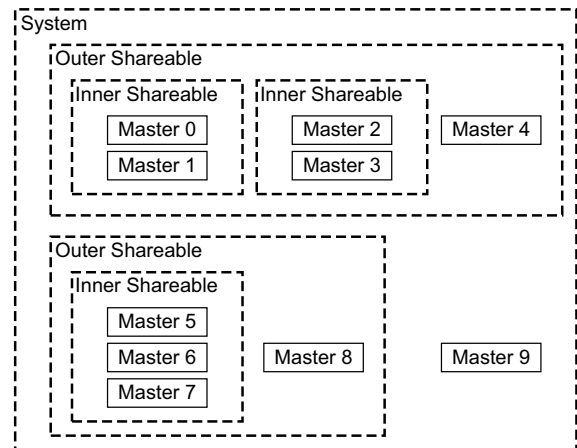 System
Outer Shareable
Inner Shareable
Inner Shareable
Master 0
Master 2
Master 4
Master 1
Master 3
Outer Shareable
Inner Shareable
Master 5
Master 6
Master 8
Master 9
Master 7